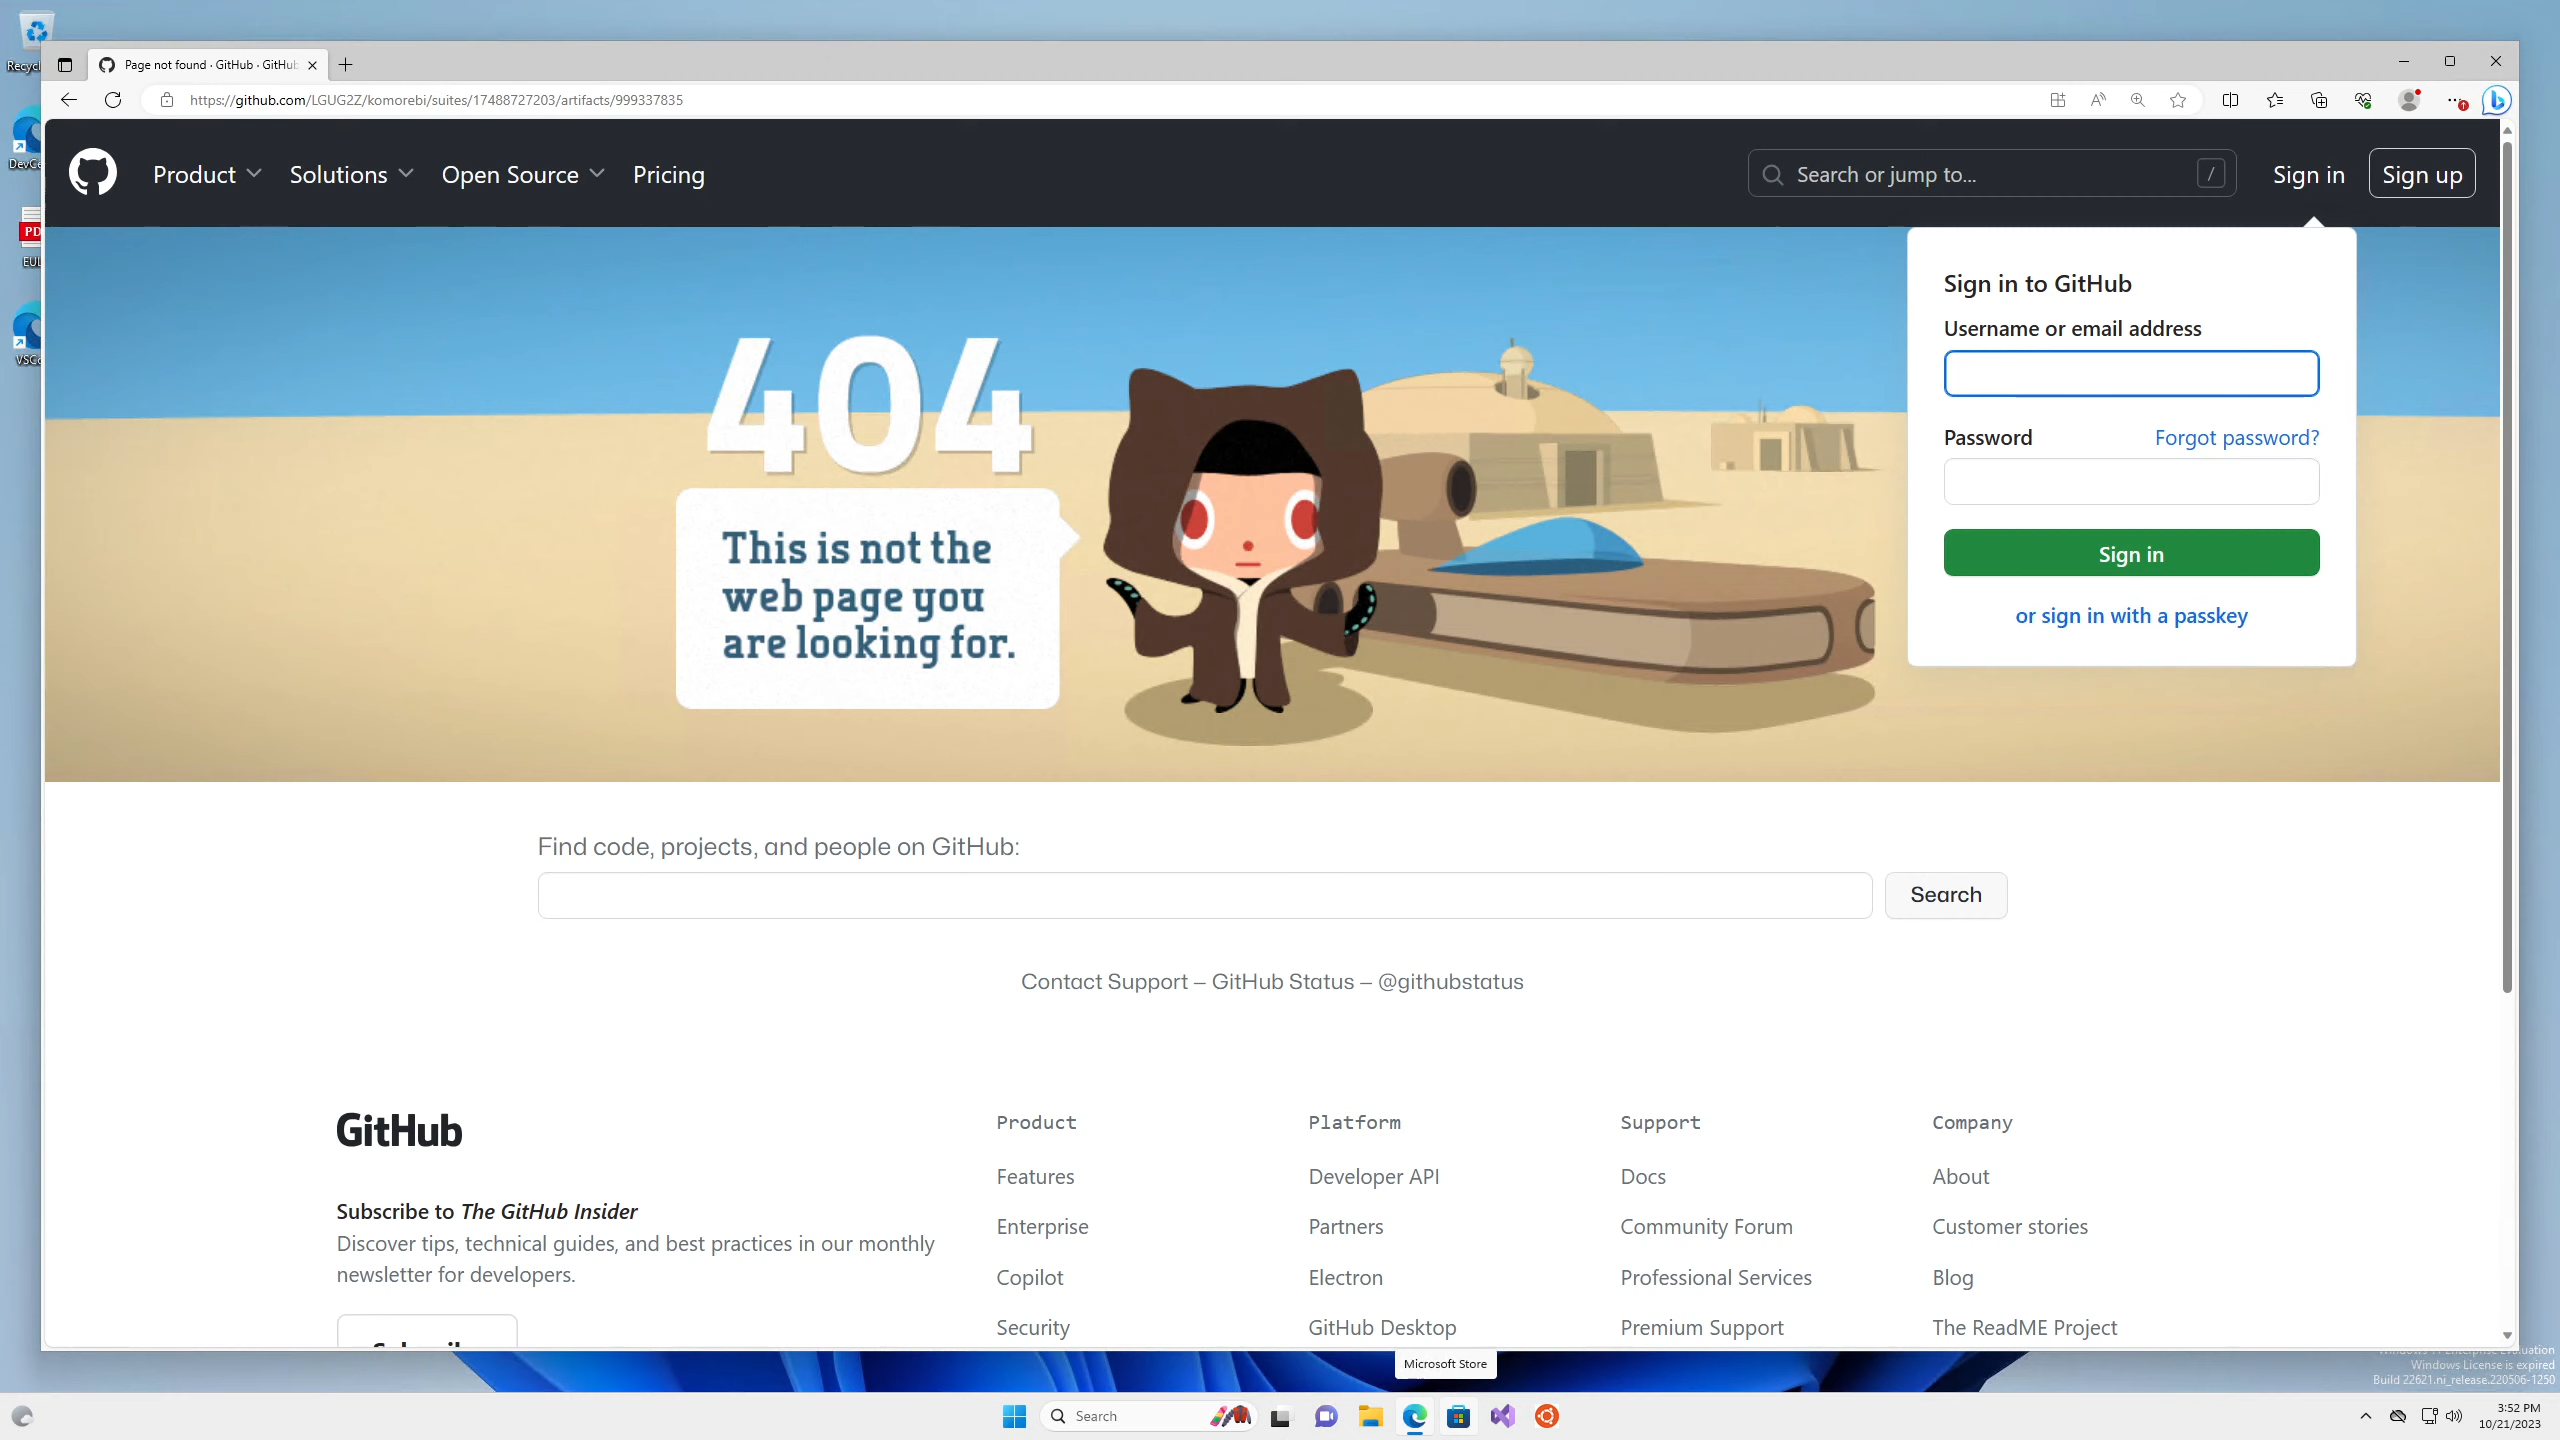 Page not found · GitHub · GitHub
https://github.com/LGUG2Z/komorebi/suites/17488727203/artifacts/999337835
Product
Solutions
Open Source
Pricing
Search or jump to...
/
Sign in
Sign up
404
This is not the
web page you
are looking for.
Sign in to GitHub
Username or email address
Password
Forgot password?
Sign in
or sign in with a passkey
Find code, projects, and people on GitHub:
Search
Contact Support — GitHub Status — @githubstatus
GitHub
Subscribe to The GitHub Insider
Discover tips, technical guides, and best practices in our monthly
newsletter for developers.
Product
Features
Enterprise
Copilot
Security
Platform
Developer API
Partners
Electron
GitHub Desktop
Support
Docs
Community Forum
Professional Services
Premium Support
Company
About
Customer stories
Blog
The ReadME Project
Microsoft Store
Windows License is expired
Build 22621.ni_release.220506-1250
Search
3:52 PM
10/21/2023